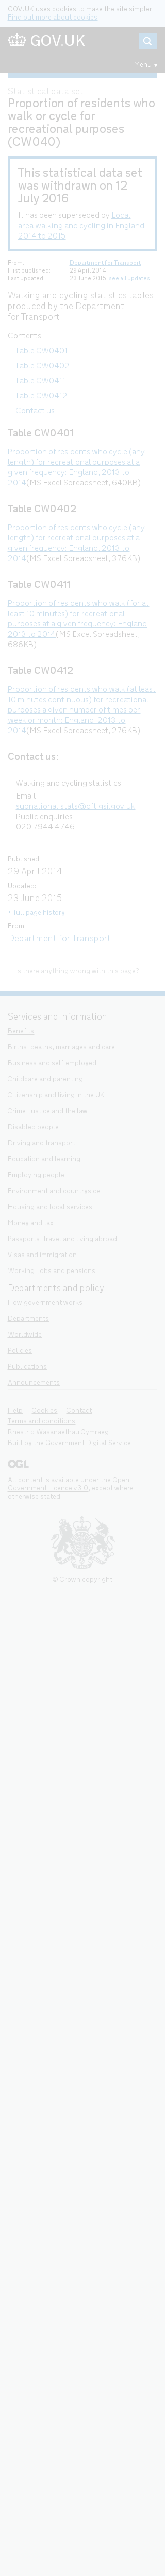 GOV.UK uses cookies to make the site simpler.
Find out more about cookies
GOV.UK
Menu
Statistical data set
Proportion of residents who
walk or cycle for
recreational purposes
(CW040)
This statistical data set
was withdrawn on 12
July 2016
It has been superseded by Local
area walking and cycling in England:
2014 to 2015
From: Department for Transport
First published: 29 April 2014
Last updated: 23 June 2015, see all updates
Walking and cycling statistics tables,
produced by the Department
for Transport.
Contents
Table CW0401
Table CW0402
Table CW0411
Table CW0412
Contact us
Table CW0401
Proportion of residents who cycle (any
length) for recreational purposes at a
given frequency: England, 2013 to
2014(MS Excel Spreadsheet, 640KB)
Table CW0402
Proportion of residents who cycle (any
length) for recreational purposes at a
given frequency: England, 2013 to
2014(MS Excel Spreadsheet, 376KB)
Table CW0411
Proportion of residents who walk (for at
least 10 minutes) for recreational
purposes at a given frequency: England
2013 to 2014(MS Excel Spreadsheet,
686KB)
Table CW0412
Proportion of residents who walk (at least
10 minutes continuous) for recreational
purposes a given number of times per
week or month: England, 2013 to
2014(MS Excel Spreadsheet, 276KB)
Contact us:
Walking and cycling statistics
Email
subnational.stats@dft.gsi.gov.uk
Public enquiries
020 7944 4746
Published:
29 April 2014
Updated:
23 June 2015
+ full page history
From:
Department for Transport
Is there anything wrong with this page?
Services and information
Benefits
Births, deaths, marriages and care
Business and self-employed
Childcare and parenting
Citizenship and living in the UK
Crime, justice and the law
Disabled people
Driving and transport
Education and learning
Employing people
Environment and countryside
Housing and local services
Money and tax
Passports, travel and living abroad
Visas and immigration
Working, jobs and pensions
Departments and policy
How government works
Departments
Worldwide
Policies
Publications
Announcements
Help Cookies Contact
Terms and conditions
Rhestr o Wasanaethau Cymraeg
Built by the Government Digital Service
OGL
All content is available under the Open
Government Licence v3.0, except where
otherwise stated
© Crown copyright